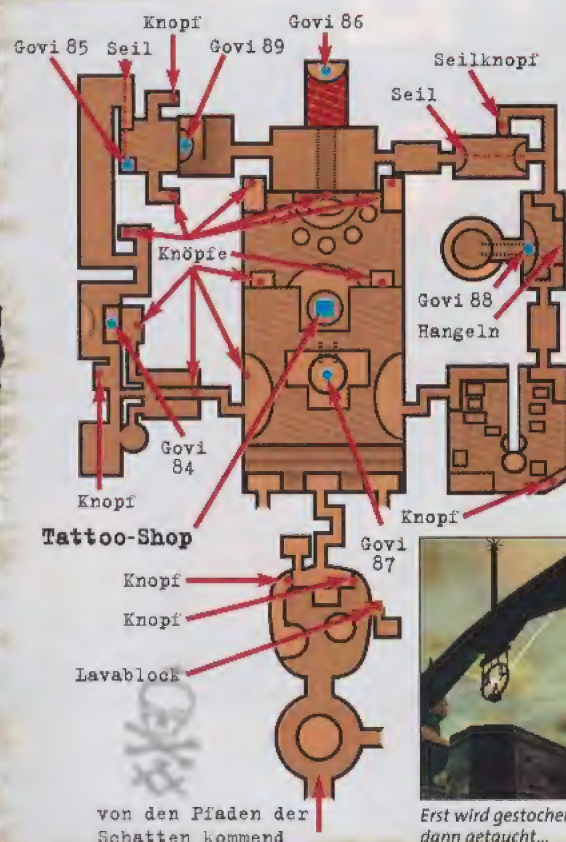 Knopf
Govi 86
Govi 85
Seil
Govi 89
Seilknopf
Seil
Knöpfe
Govi 88
Hangeln
Govi
84
Knopf
Knopf
Tattoo-Shop
Govi
87
Knopf
Knopf
Lavablock
von den Pfaden der
Schatten kommend
Erst wird gestochen
dann getaucht...